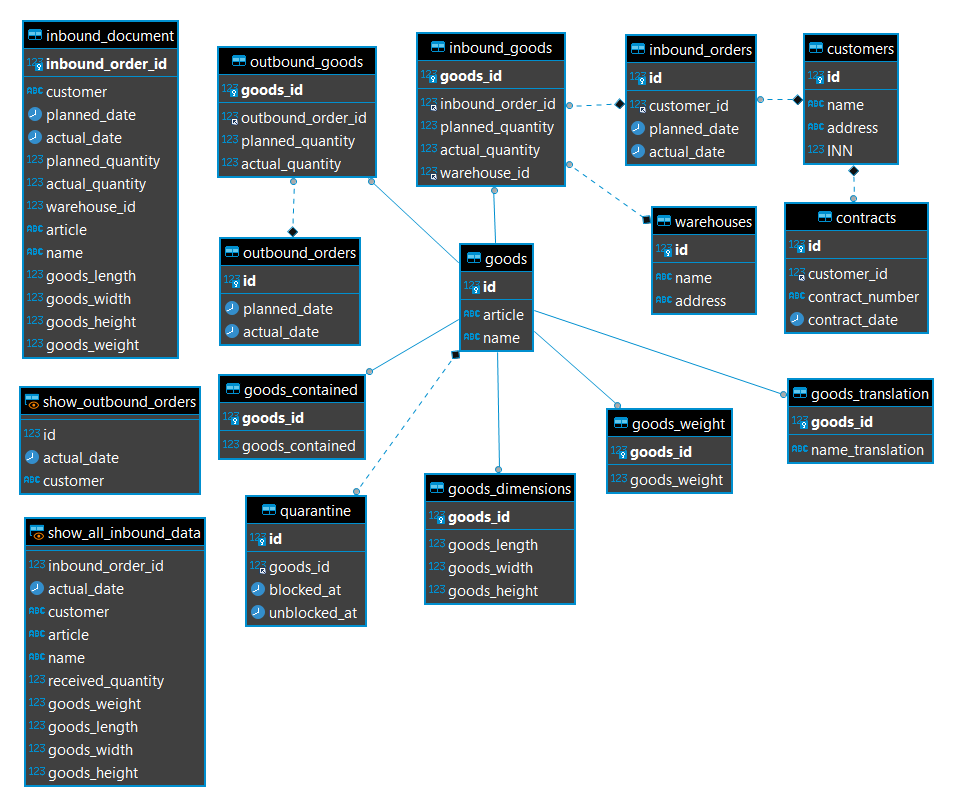 inbound_document
123 inbound_order_id
ABC customer
planned_date
actual_date
123 planned_quantity
123 actual_quantity
123 warehouse_id
ABC article
ABC name
123 goods_length
123 goods_width
123 goods_height
123 goods_weight
outbound_goods
123 goods_id
123 outbound_order_id
123 planned_quantity
123 actual_quantity
inbound_goods
123 goods_id
123 inbound_order_id
123 planned_quantity
123 actual_quantity
123 warehouse_id
inbound_orders
123 id
123 customer_id
planned_date
actual_date
customers
123 id
ABC name
ABC address
123 INN
outbound_orders
123 id
planned_date
actual_date
goods
123 id
ABC article
ABC name
warehouses
123 id
ABC name
ABC address
contracts
123 id
123 customer_id
ABC contract_number
contract_date
show_outbound_orders
123 id
actual_date
ABC customer
goods_contained
123 goods_id
123 goods_contained
goods_weight
123 goods_id
123 goods_weight
goods_translation
123 goods_id
ABC name_translation
show_all_inbound_data
123 inbound_order_id
actual_date
ABC customer
ABC article
ABC name
123 received_quantity
123 goods_weight
123 goods_length
123 goods_width
123 goods_height
quarantine
123 id
123 goods_id
blocked_at
unblocked_at
goods_dimensions
123 goods_id
123 goods_length
123 goods_width
123 goods_height